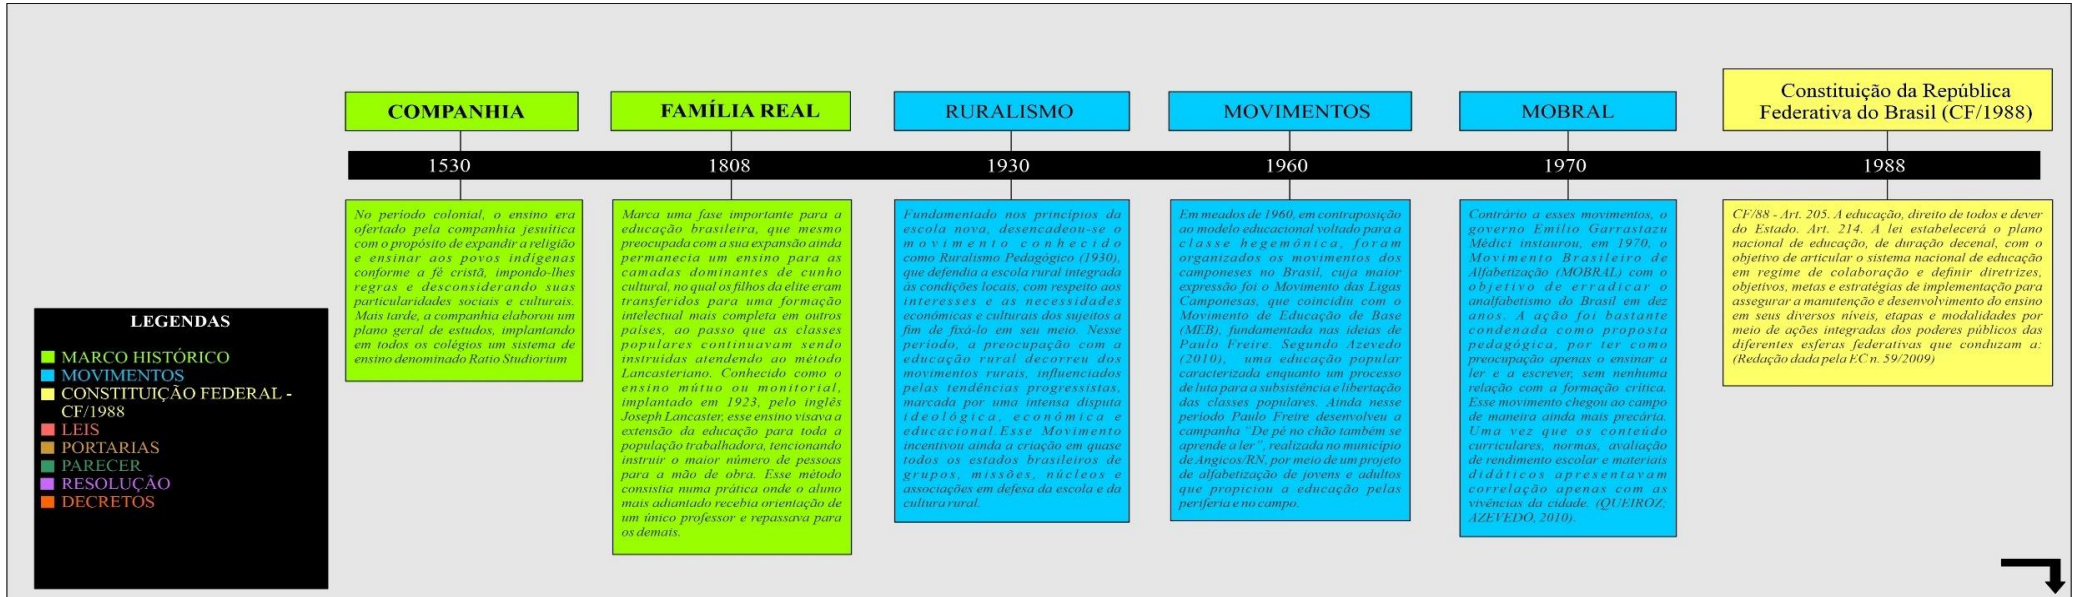 COMPANHIA
1530
No período colonial, o ensino era
ofertado pela companhia jesuítica
com o propósito de expandir a religião
e ensinar aos povos indígenas
conforme a fé cristã, impondo-lhes
regras e desconsiderando suas
particularidades sociais e culturais.
Mais tarde, a companhia elaborou um
plano geral de estudos, implantando
em todos os colégios um sistema de
ensino denominado Ratio Studiorium
FAMÍLIA REAL
1808
Marca uma fase importante para a
educação brasileira, que mesmo
preocupada com a sua expansão ainda
permanecia um ensino para as
camadas dominantes de cunho
cultural, no qual os filhos da elite eram
transferidos para uma formação
intelectual mais completa em outros
países, ao passo que as classes
populares continuavam sendo
instruídas atendendo ao método
Lancasteriano. Conhecido como o
ensino mútuo ou monitorial,
implantado em 1923, pelo inglês
Joseph Lancaster, esse ensino visava a
extensão da educação para toda a
população trabalhadora, tencionando
instruir o maior número de pessoas
para a mão de obra. Esse método
consistia numa prática onde o aluno
mais adiantado recebia orientação de
um único professor e repassava para
os demais.
RURALISMO
1930
Fundamentado nos princípios da
escola nova, desencadeou-se o
movimento conhecido
como Ruralismo Pedagógico (1930),
que defendia a escola rural integrada
às condições locais, com respeito aos
interesses e as necessidades
econômicas e culturais dos sujeitos a
fim de fixá-lo em seu meio. Nesse
período, a preocupação com a
educação rural decorreu dos
movimentos rurais, influenciados
pelas tendências progressistas,
marcada por uma intensa disputa
ideológica, econômica e
educacional.Esse Movimento
incentivou ainda a criação em quase
todos os estados brasileiros de
grupos, missões, núcleos e
associações em defesa da escola e da
cultura rural.
MOVIMENTOS
1960
Em meados de 1960, em contraposição
ao modelo educacional voltado para a
classe hegemônica, foram
organizados os movimentos dos
camponeses no Brasil, cuja maior
expressão foi o Movimento das Ligas
Camponesas, que coincidiu com o
Movimento de Educação de Base
(MEB), fundamentada nas ideias de
Paulo Freire. Segundo Azevedo
(2010), uma educação popular
caracterizada enquanto um processo
de luta para a subsistência e libertação
das classes populares. Ainda nesse
período Paulo Freire desenvolveu a
campanha "De pé no chão também se
aprende a ler", realizada no município
de Angicos/RN, por meio de um projeto
de alfabetização de jovens e adultos
que propiciou a educação pelas
periferia e no campo.
MOBRAL
1970
Contrário a esses movimentos, o
governo Emílio Garrastazu
Médici instaurou, em 1970, o
Movimento Brasileiro de
Alfabetização (MOBRAL) com o
objetivo de erradicar o
analfabetismo do Brasil em dez
anos. A ação foi bastante
condenada como proposta
pedagógica, por ter como
preocupação apenas o ensinar a
ler e a escrever, sem nenhuma
relação com a formação crítica.
Esse movimento chegou ao campo
de maneira ainda mais precária.
Uma vez que os conteúdo
curriculares, normas, avaliação
de rendimento escolar e materiais
didáticos apresentavam
correlação apenas com as
vivências da cidade. (QUEIROZ;
AZEVEDO, 2010).
Constituição da República
Federativa do Brasil (CF/1988)
1988
CF/88 - Art. 205. A educação, direito de todos e dever
do Estado. Art. 214. A lei estabelecerá o plano
nacional de educação, de duração decenal, com o
objetivo de articular o sistema nacional de educação
em regime de colaboração e definir diretrizes,
objetivos, metas e estratégias de implementação para
assegurar a manutenção e desenvolvimento do ensino
em seus diversos níveis, etapas e modalidades por
meio de ações integradas dos poderes públicos das
diferentes esferas federativas que conduzam a:
(Redução dada pela EC n. 59/2009)
LEGENDAS
MARCO HISTÓRICO
MOVIMENTOS
CONSTITUIÇÃO FEDERAL -
CF/1988
LEIS
PORTARIAS
PARECER
RESOLUÇÃO
DECRETOS